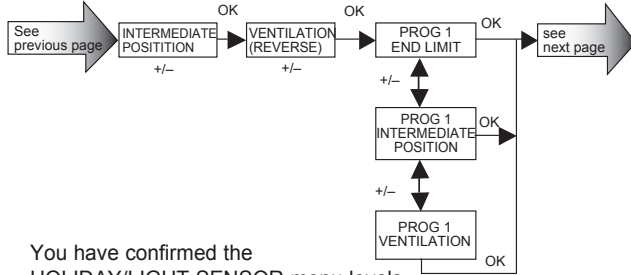 See
previous page
INTERMEDIATE
POSITITION
+/–
OK
VENTILATION
(REVERSE)
+/–
OK
PROG 1
END LIMIT
OK
see
next page
+/–
PROG 1
INTERMEDIATE
POSITION
OK
+/–
PROG 1
VENTILATION
OK
You have confirmed the